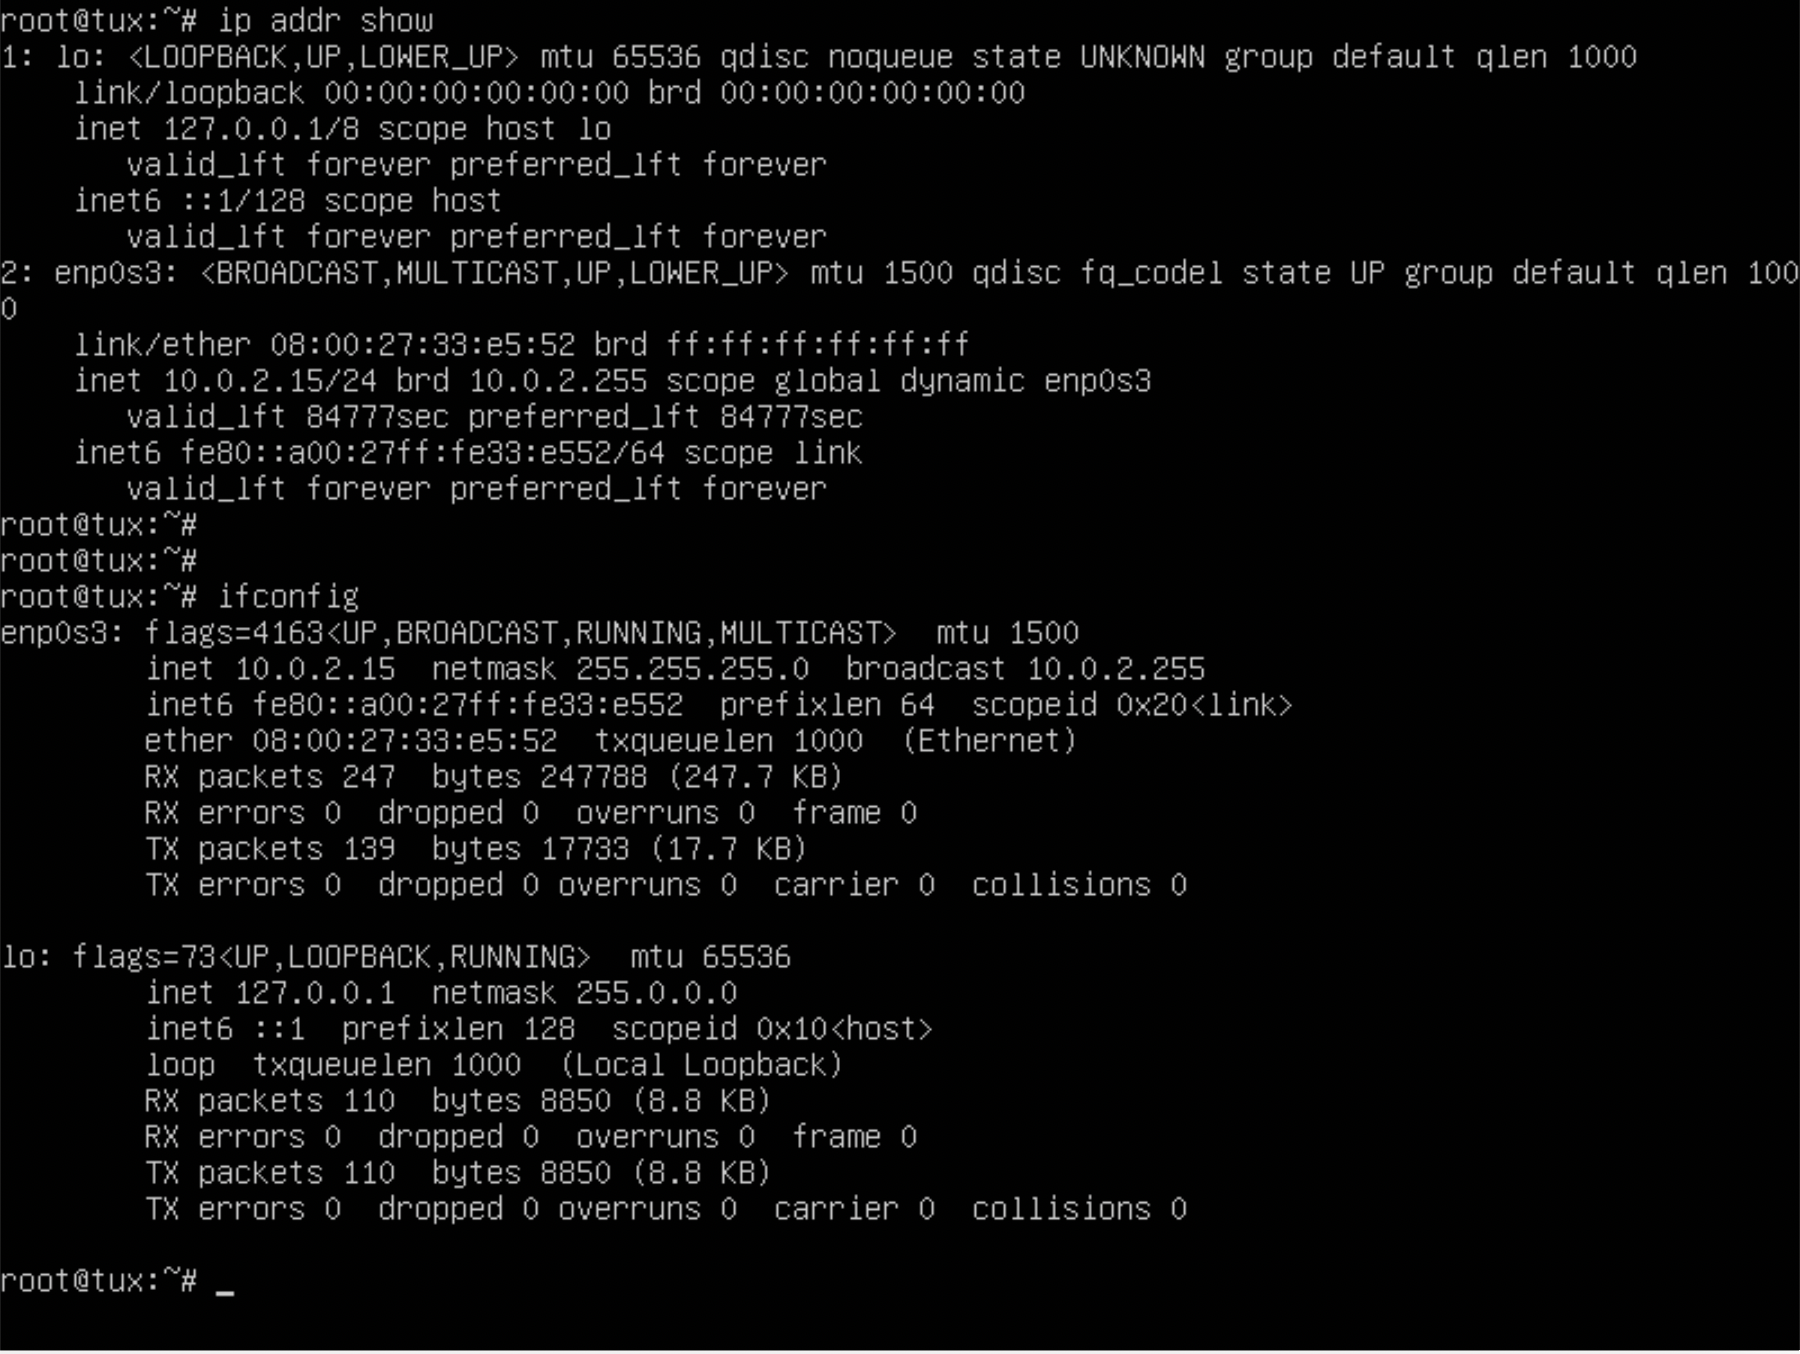 root@tux:~# ip addr show
1: lo: <LOOPBACK,UP,LOWER_UP> mtu 65536 qdisc noqueue state UNKNOWN group default qlen 1000
    link/loopback 00:00:00:00:00:00 brd 00:00:00:00:00:00
    inet 127.0.0.1/8 scope host lo
       valid_lft forever preferred_lft forever
    inet6 ::1/128 scope host
       valid_lft forever preferred_lft forever
2: enp0s3: <BROADCAST,MULTICAST,UP,LOWER_UP> mtu 1500 qdisc fq_codel state UP group default qlen 100
0
    link/ether 08:00:27:33:e5:52 brd ff:ff:ff:ff:ff:ff
    inet 10.0.2.15/24 brd 10.0.2.255 scope global dynamic enp0s3
       valid_lft 84777sec preferred_lft 84777sec
    inet6 fe80::a00:27ff:fe33:e552/64 scope link
       valid_lft forever preferred_lft forever
root@tux:~#
root@tux:~#
root@tux:~# ifconfig
enp0s3: flags=4163<UP,BROADCAST,RUNNING,MULTICAST>  mtu 1500
        inet 10.0.2.15  netmask 255.255.255.0  broadcast 10.0.2.255
        inet6 fe80::a00:27ff:fe33:e552  prefixlen 64  scopeid 0x20<link>
        ether 08:00:27:33:e5:52  txqueuelen 1000  (Ethernet)
        RX packets 247  bytes 247788 (247.7 KB)
        RX errors 0  dropped 0  overruns 0  frame 0
        TX packets 139  bytes 17733 (17.7 KB)
        TX errors 0  dropped 0 overruns 0  carrier 0  collisions 0

lo: flags=73<UP,LOOPBACK,RUNNING>  mtu 65536
        inet 127.0.0.1  netmask 255.0.0.0
        inet6 ::1  prefixlen 128  scopeid 0x10<host>
        loop  txqueuelen 1000  (Local Loopback)
        RX packets 110  bytes 8850 (8.8 KB)
        RX errors 0  dropped 0  overruns 0  frame 0
        TX packets 110  bytes 8850 (8.8 KB)
        TX errors 0  dropped 0 overruns 0  carrier 0  collisions 0

root@tux:~# _